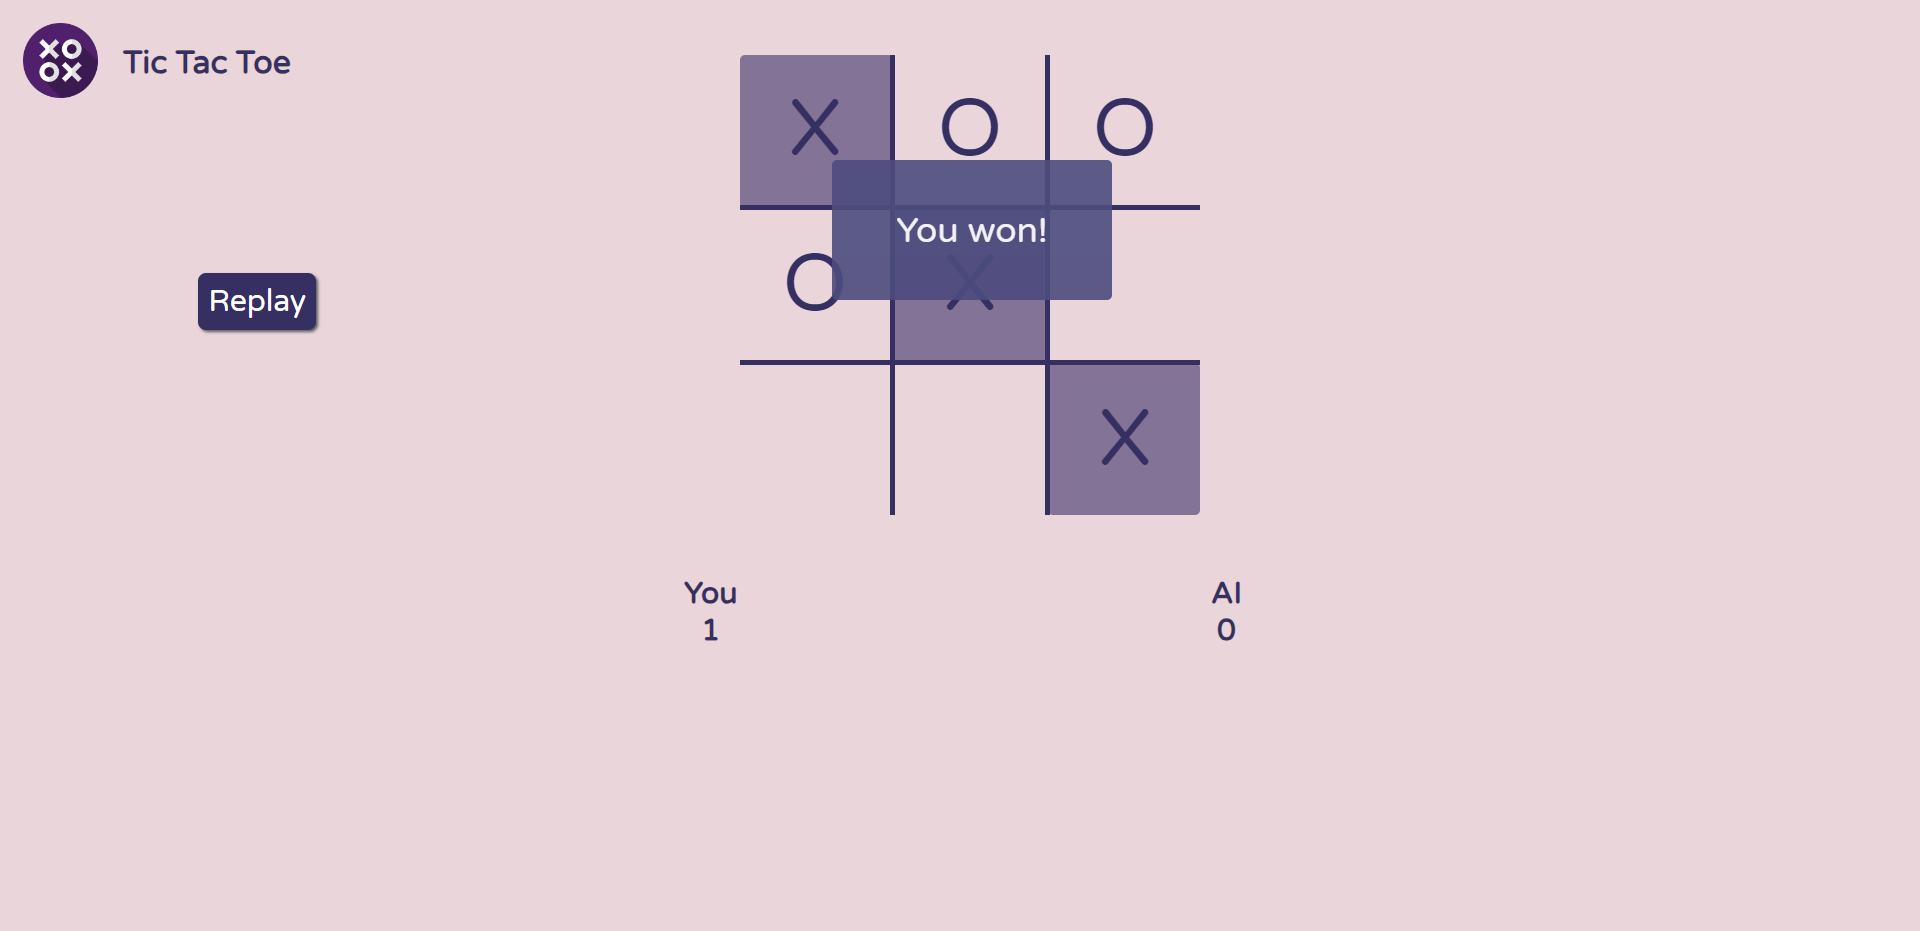 XO
OX
Tic Tac Toe
X O O
You won!
O X
Replay
X
You AI
1 0